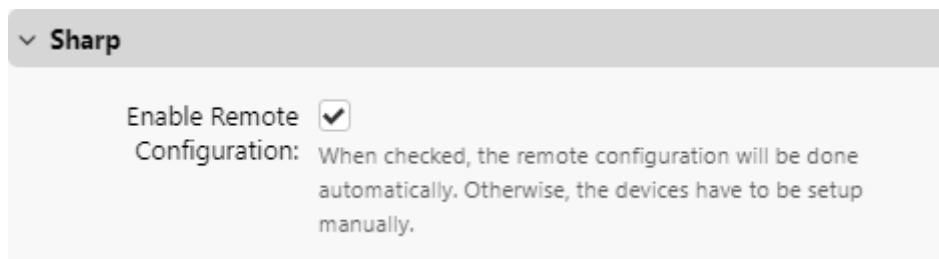 Sharp
Enable Remote
Configuration:
When checked, the remote configuration will be done
automatically. Otherwise, the devices have to be setup
manually.